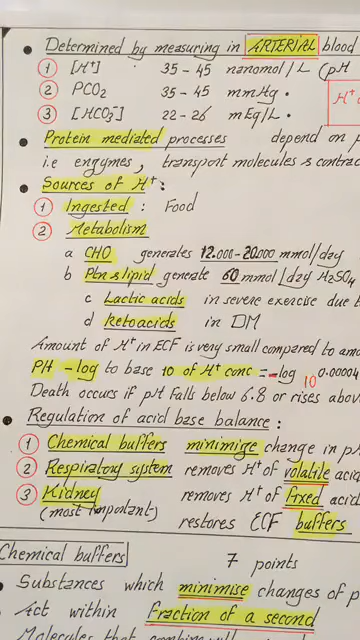 • Determined by measuring in ARTERIAL blood
① [H⁺] 35 - 45 nanomol/L (pH
② PCO2 35 - 45 mmHg.
H⁺
③ [HCO3⁻] 22 - 26 mEq/L.
• Protein mediated processes depend on
i.e enzymes, transport molecules & contrac
• Sources of H⁺:
① Ingested : Food
② Metabolism
a CHO generates 12.000-20.000 mmol/day
b Ptn & lipid generate 60 mmol/day H2SO4
c Lactic acids in severe exercise due t
d ketoacids in DM
Amount of H⁺ in ECF is very small compared to am
PH -log to base 10 of H⁺ conc = -log 10 0.00004
Death occurs if pH falls below 6.8 or rises above
• Regulation of acid base balance:
① Chemical buffers minimize change in pH
② Respiratory system removes H⁺ of volatile acid
③ Kidney removes H⁺ of fixed acid
(most important) restores ECF buffers
Chemical buffers 7 points
• Substances which minimise changes of p
• Act within fraction of a second